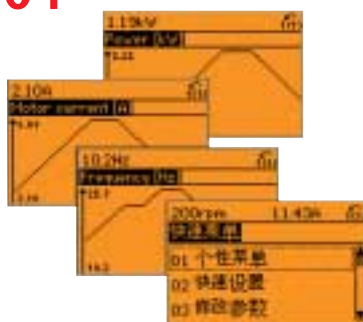 1.19kW
Power [kW]
2.10A
Motor current [A]
10.2Hz
Frequency [Hz]
200rpm 11.43A
快速菜单
01 个性菜单
02 快速设置
03 修改参数